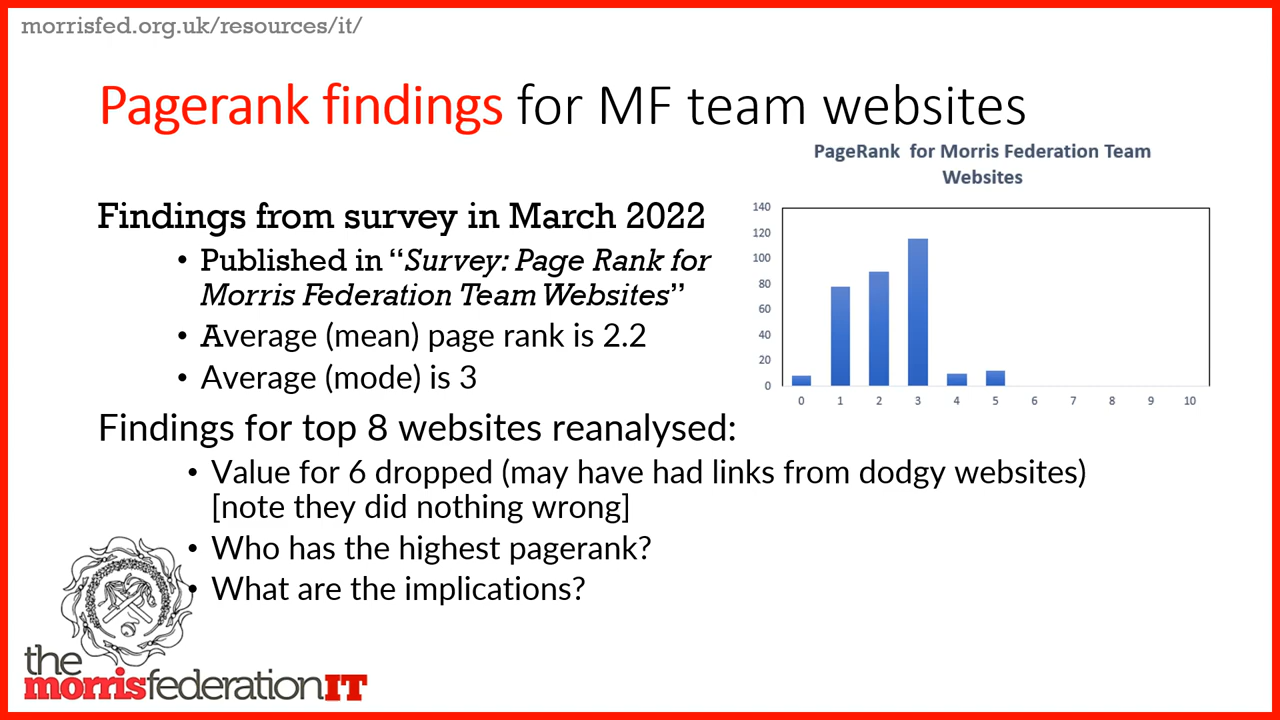 morrisfed.org.uk/resources/it/
Pagerank findings for MF team websites
PageRank for Morris Federation Team
Websites
Findings from survey in March 2022
• Published in “Survey: Page Rank for
Morris Federation Team Websites”
• Average (mean) page rank is 2.2
• Average (mode) is 3
140
120
100
80
60
40
20
0
0 1 2 3 4 5 6 7 8 9 10
Findings for top 8 websites reanalysed:
• Value for 6 dropped (may have had links from dodgy websites)
[note they did nothing wrong]
• Who has the highest pagerank?
• What are the implications?
the
morrisfederationIT